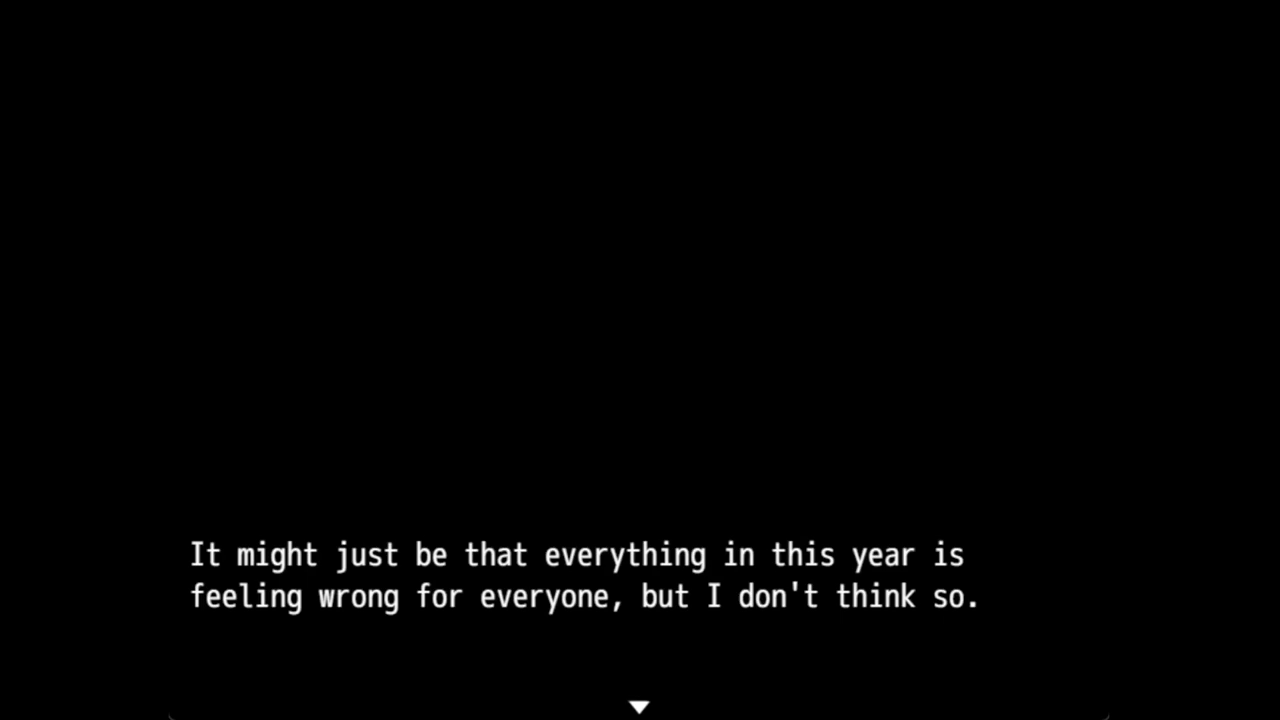 It might just be that everything in this year is
feeling wrong for everyone, but I don't think so.